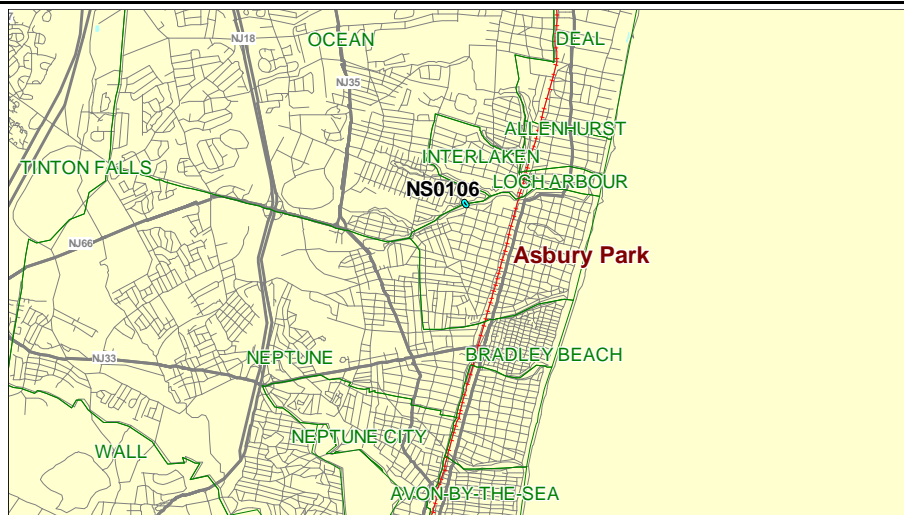 NJ18
OCEAN
DEAL
NJ35
ALLENHURST
INTERLAKEN
TINTON FALLS
LOCH ARBOUR
NS0106
NJ66
Asbury Park
NJ33
NEPTUNE
BRADLEY BEACH
NEPTUNE CITY
WALL
AVON-BY-THE-SEA